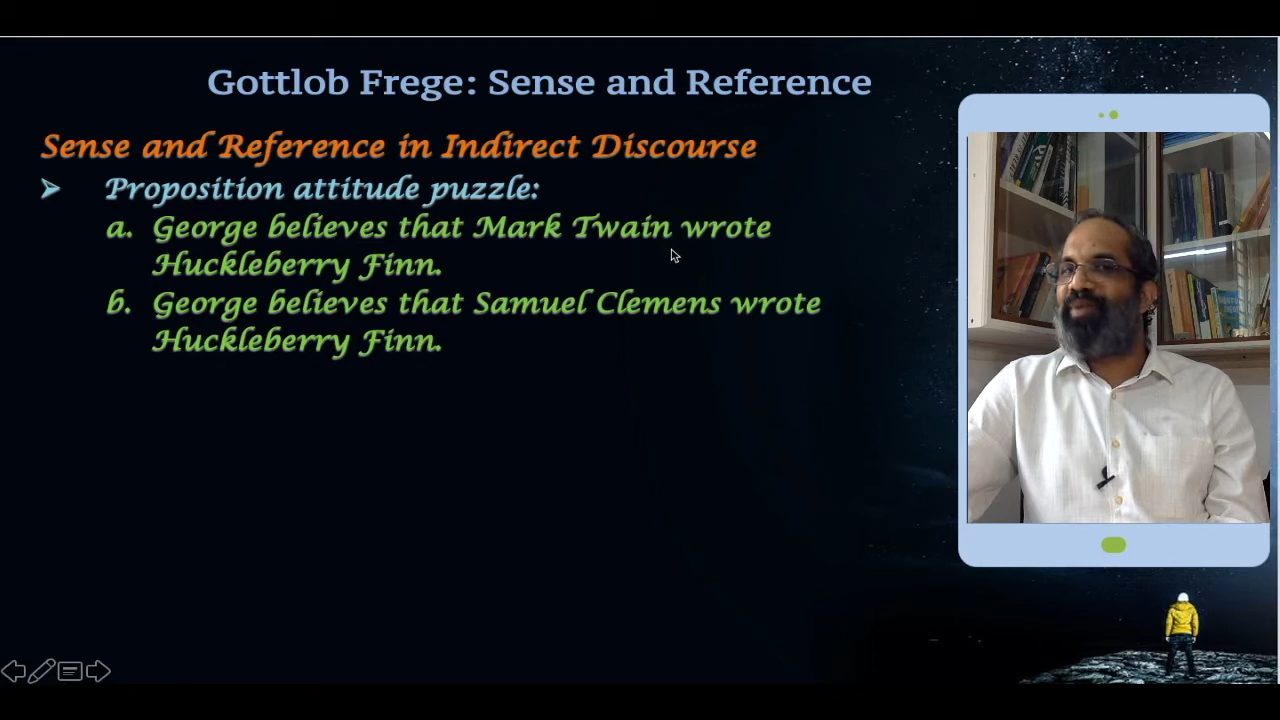 Gottlob Frege: Sense and Reference
Sense and Reference in Indirect Discourse
Proposition attitude puzzle:
a. George believes that Mark Twain wrote
Huckleberry Finn.
b. George believes that Samuel Clemens wrote
Huckleberry Finn.